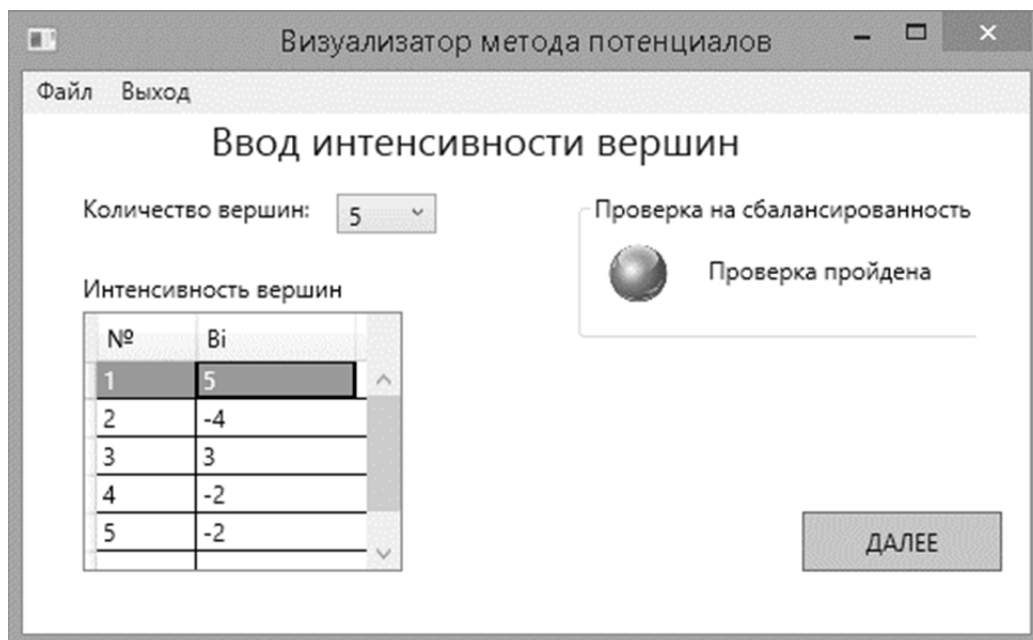 Визуализатор метода потенциалов
Файл Выход
Ввод интенсивности вершин
Количество вершин: 5
Проверка на сбалансированность
Проверка пройдена
Интенсивность вершин
№ Bi
1 5
2 -4
3 3
4 -2
5 -2
ДАЛЕЕ